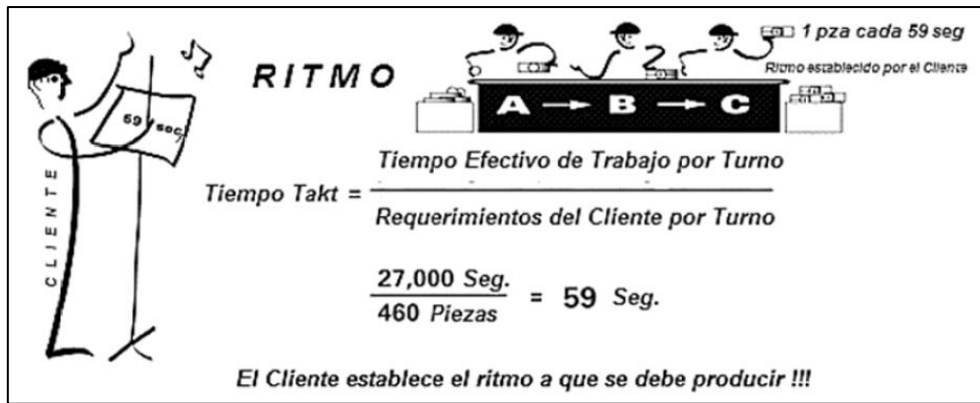 1 pza cada 59 seg
RITMO
Ritmo establecido por el Cliente
59 seg
A B C
CLIENTE
Tiempo Takt = Tiempo Efectivo de Trabajo por Turno
Requerimientos del Cliente por Turno
27,000 Seg.
460 Piezas
= 59 Seg.
El Cliente establece el ritmo a que se debe producir !!!